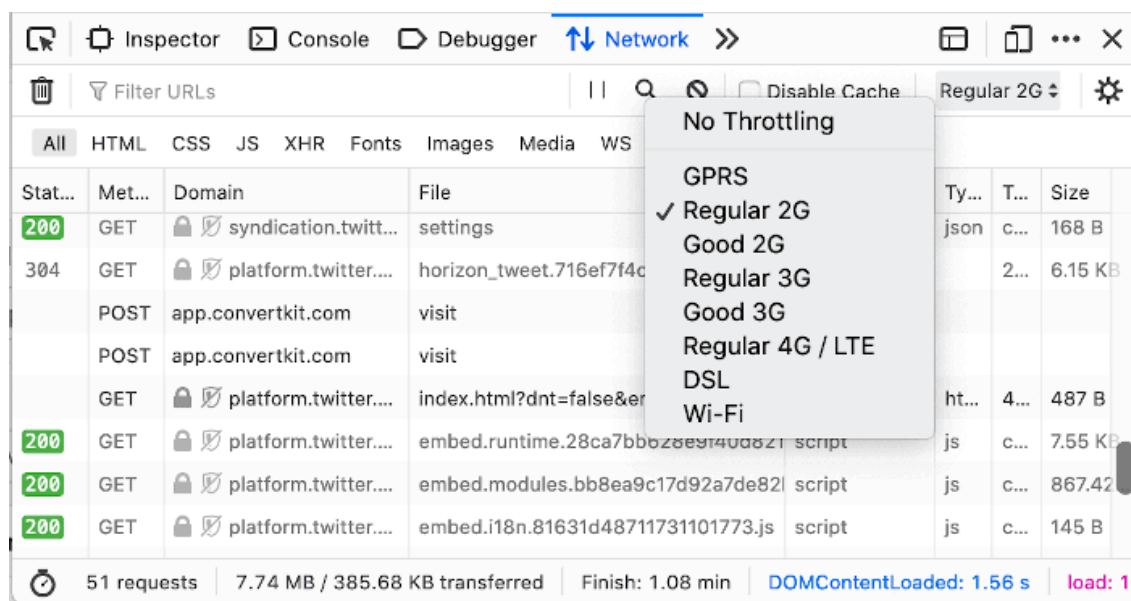 Inspector Console Debugger Network
Filter URLs Disable Cache Regular 2G
All HTML CSS JS XHR Fonts Images Media WS
No Throttling
GPRS
Regular 2G
Good 2G
Regular 3G
Good 3G
Regular 4G / LTE
DSL
Wi-Fi
Stat... Met... Domain File Ty... T... Size
200 GET syndication.twitt... settings json c... 168 B
304 GET platform.twitter.... horizon_tweet.716ef7f4c 2... 6.15 KB
POST app.convertkit.com visit
POST app.convertkit.com visit
GET platform.twitter.... index.html?dnt=false&er ht... 4... 487 B
200 GET platform.twitter.... script js c... 7.55 KB
200 GET platform.twitter.... embed.modules.bb8ea9c17d92a7de82 script js c... 867.42
200 GET platform.twitter.... embed.i18n.81631d48711731101773.js script js c... 145 B
51 requests 7.74 MB / 385.68 KB transferred Finish: 1.08 min DOMContentLoaded: 1.56 s load: 1